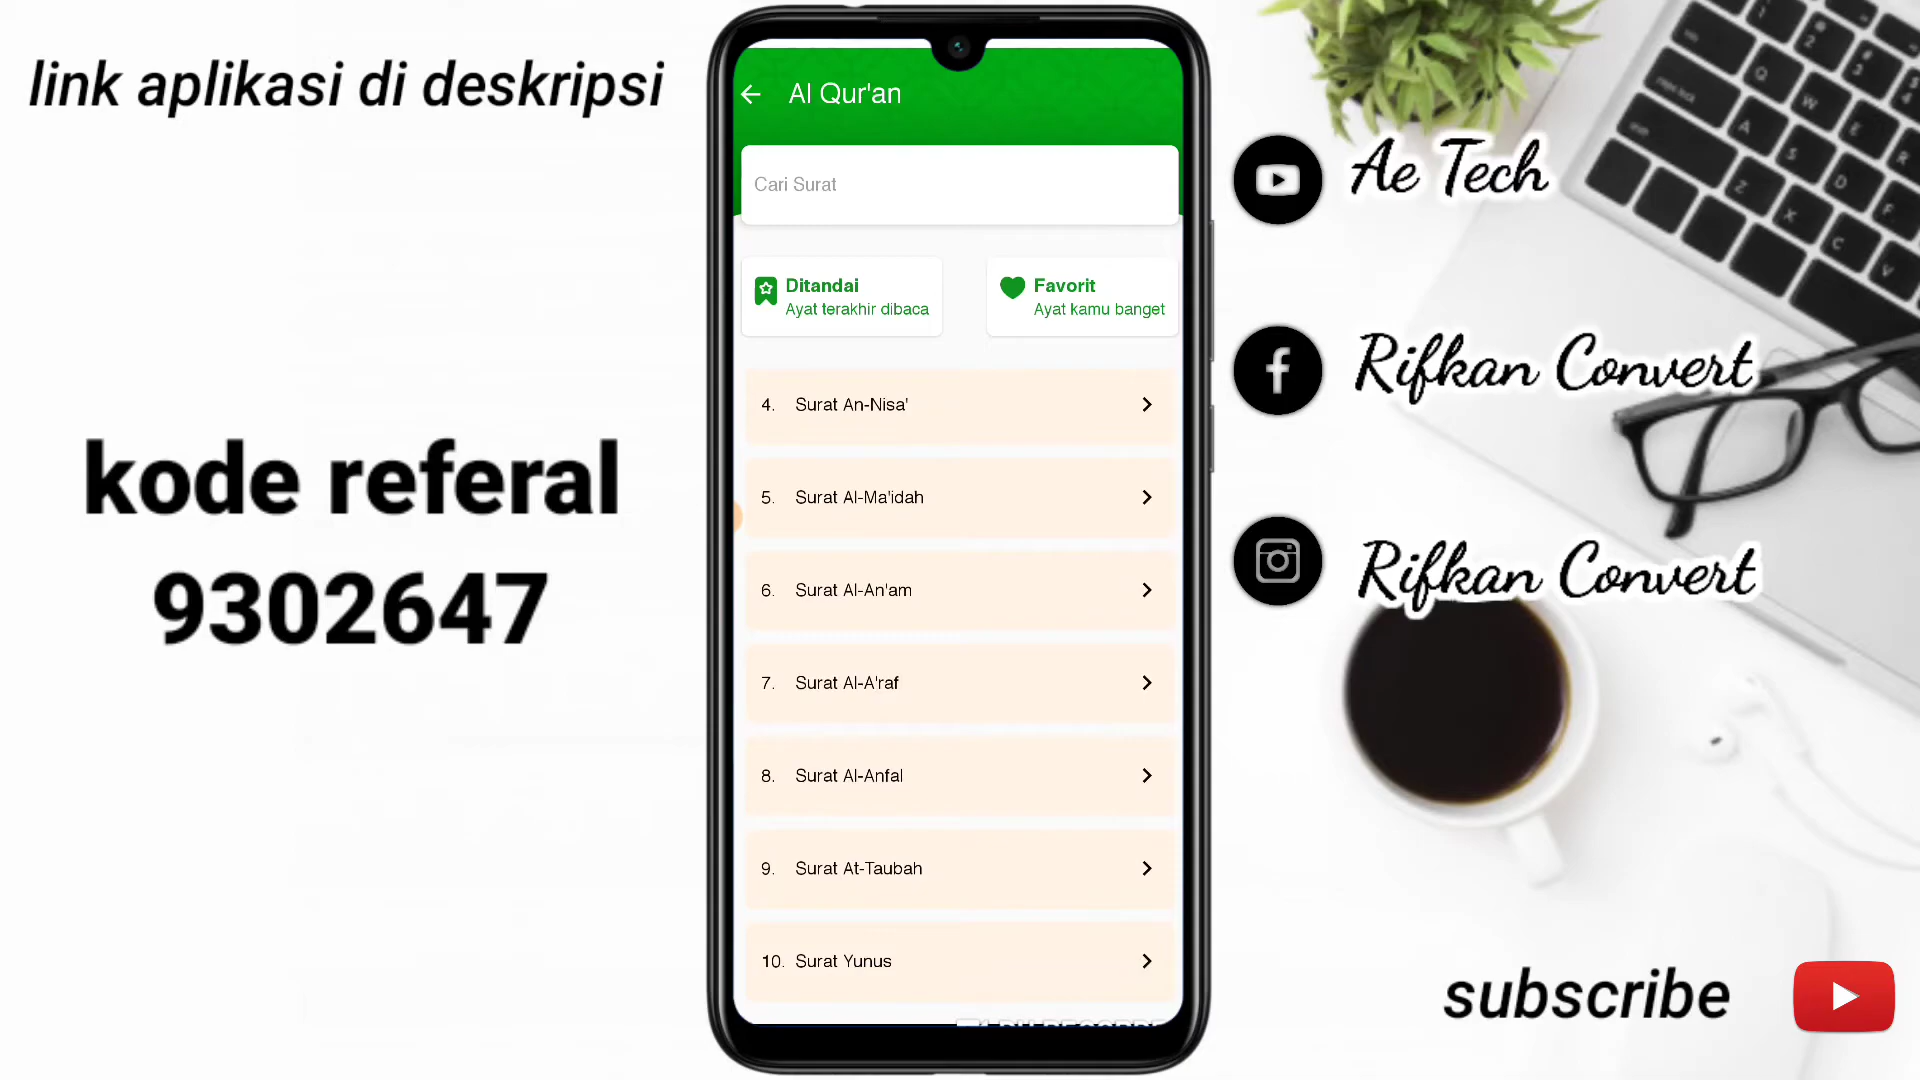 link aplikasi di deskripsi
kode referal
9302647
Al Qur'an
Cari Surat
Ditandai
Ayat terakhir dibaca
Favorit
Ayat kamu banget
4. Surat An-Nisa'
5. Surat Al-Ma'idah
6. Surat Al-An'am
7. Surat Al-A'raf
8. Surat Al-Anfal
9. Surat At-Taubah
10. Surat Yunus
Ae Tech
Rifkan Convert
Rifkan Convert
subscribe